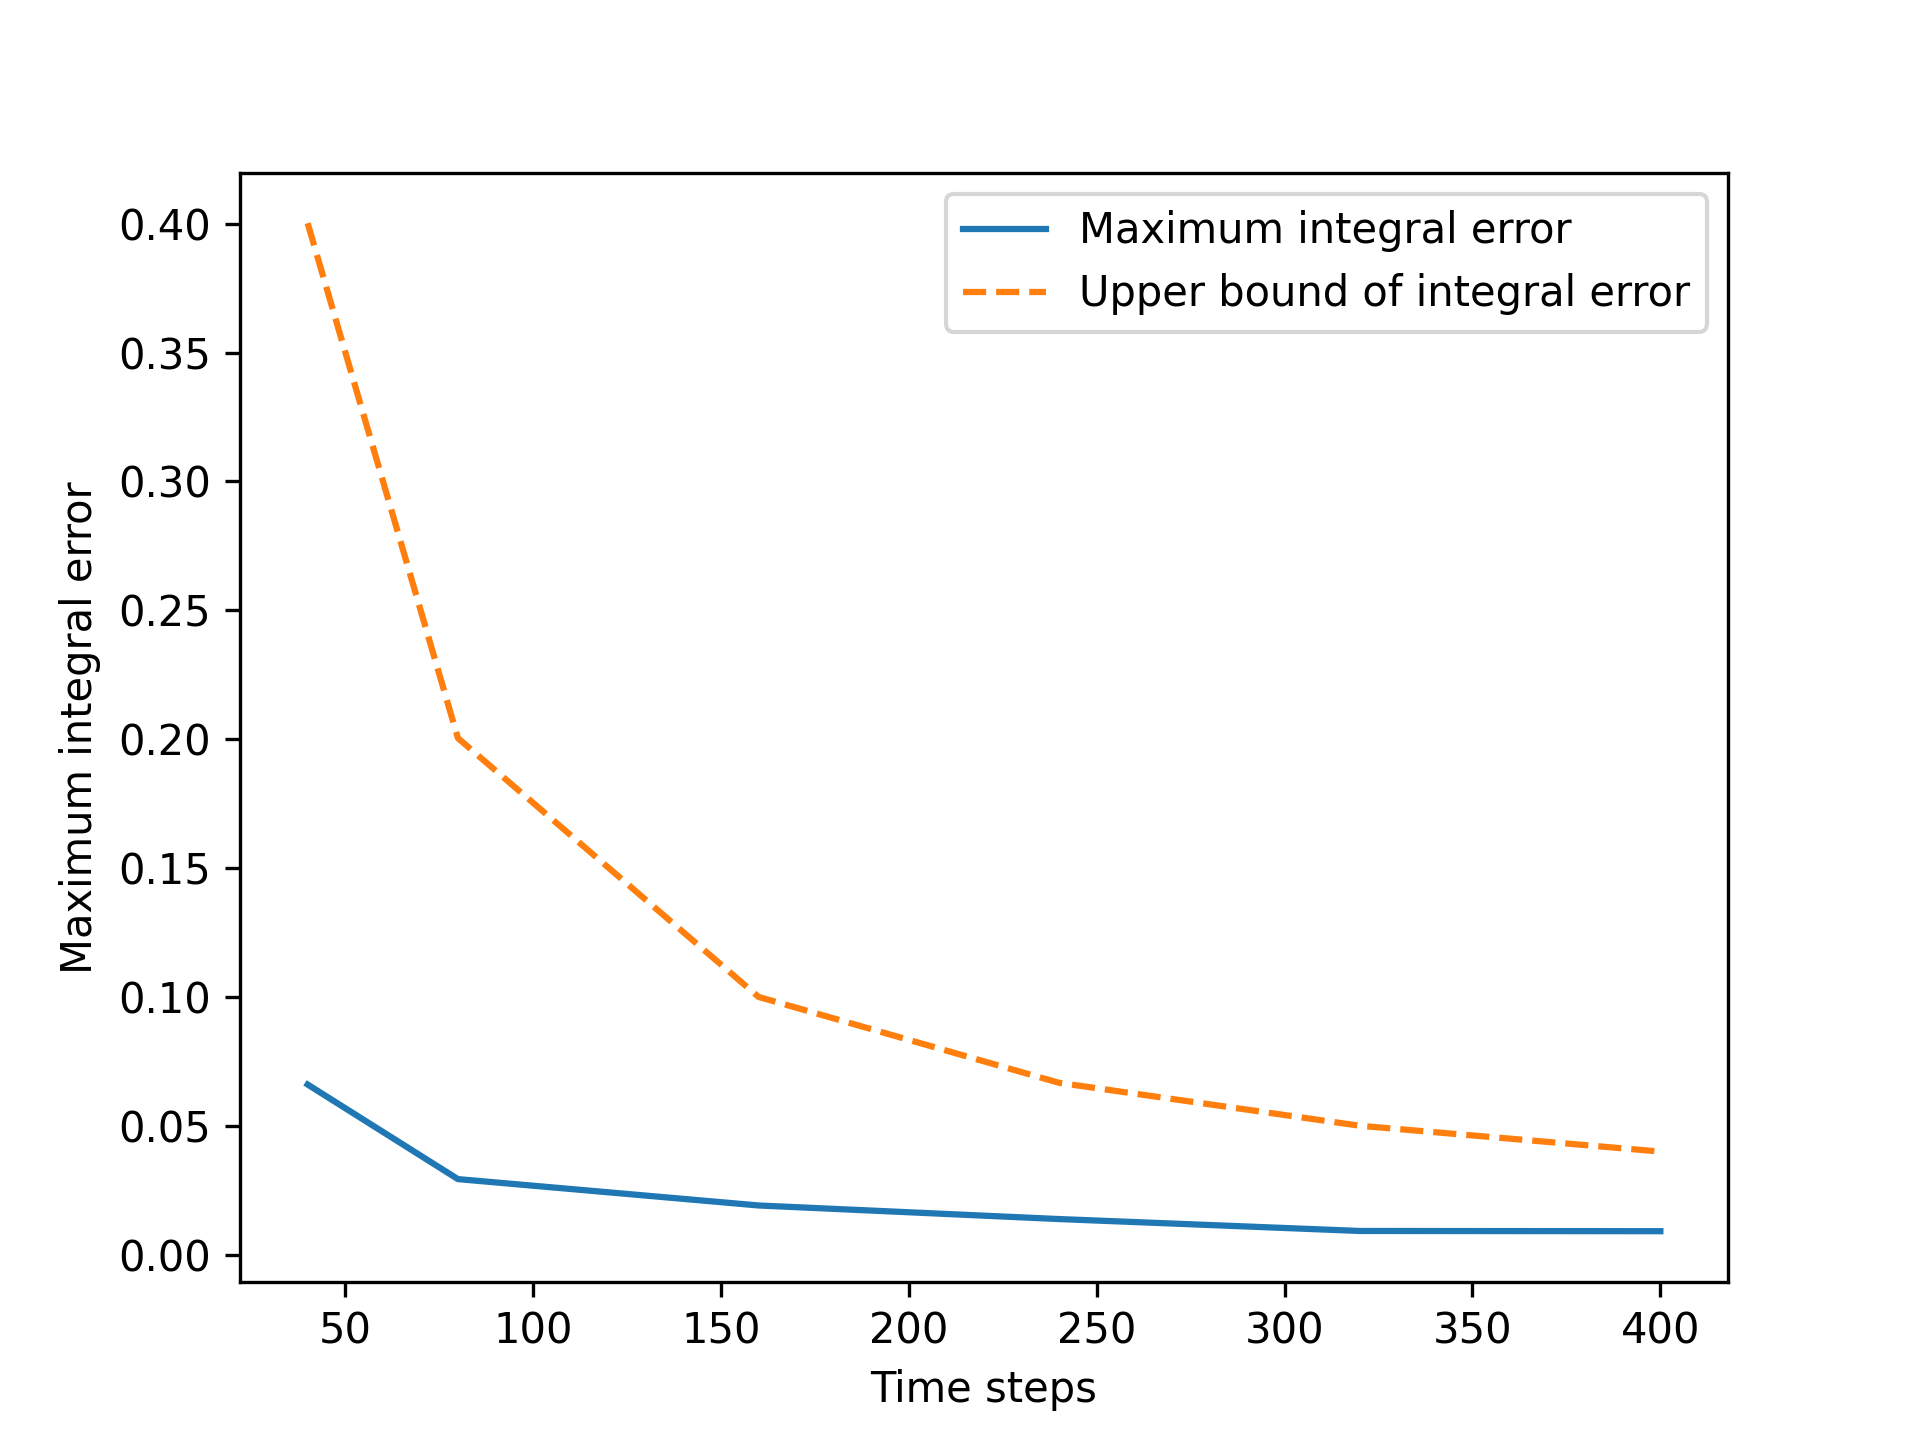 Maximum integral error
Upper bound of integral error
Maximum integral error
0.40
0.35
0.30
0.25
0.20
0.15
0.10
0.05
0.00
50 100 150 200 250 300 350 400
Time steps